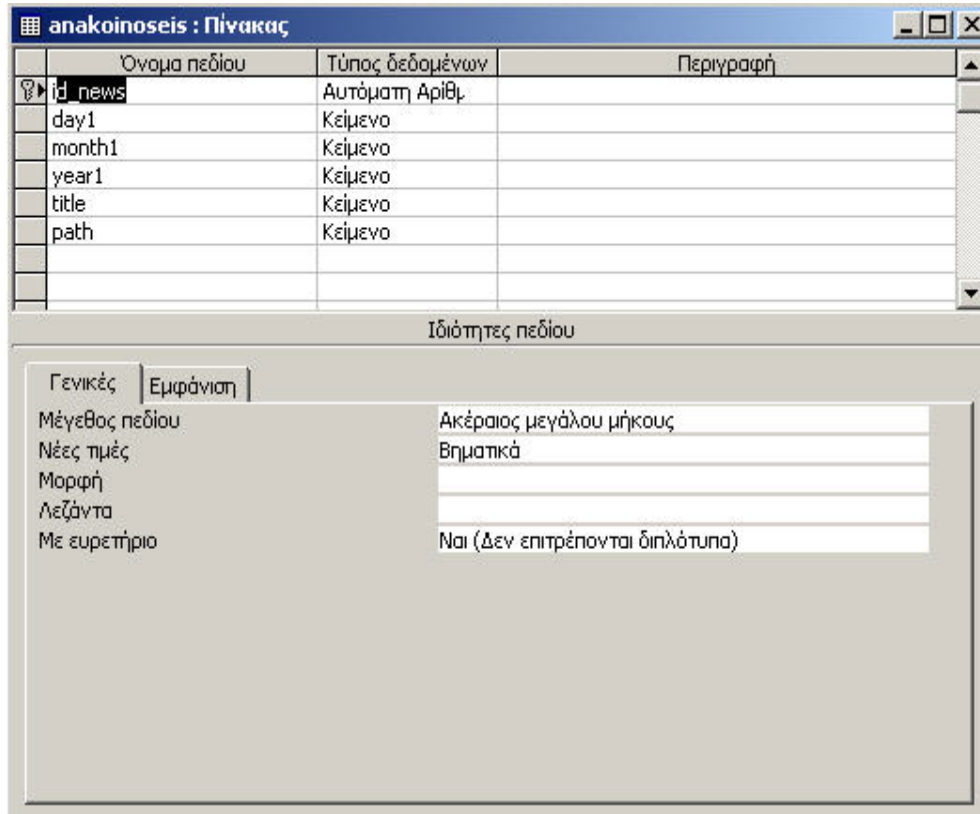 anakoinoseis : Πίνακας
Όνομα πεδίου Τύπος δεδομένων Περιγραφή
id_news Αυτόματη Αρίθμ
day1 Κείμενο
month1 Κείμενο
year1 Κείμενο
title Κείμενο
path Κείμενο
Ιδιότητες πεδίου
Γενικές Εμφάνιση
Μέγεθος πεδίου Ακέραιος μεγάλου μήκους
Νέες τιμές Βηματικά
Μορφή
Λεζάντα
Με ευρετήριο Ναι (Δεν επιτρέπονται διπλότυπα)